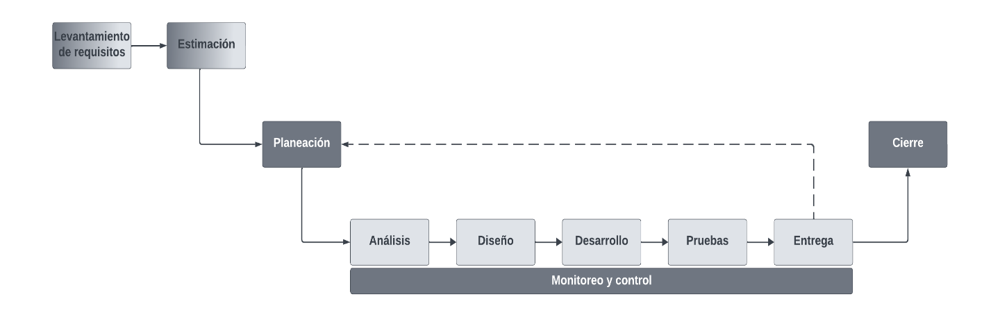 Levantamiento
de requisitos
Estimación
Planeación
Cierre
Análisis
Diseño
Desarrollo
Pruebas
Entrega
Monitoreo y control